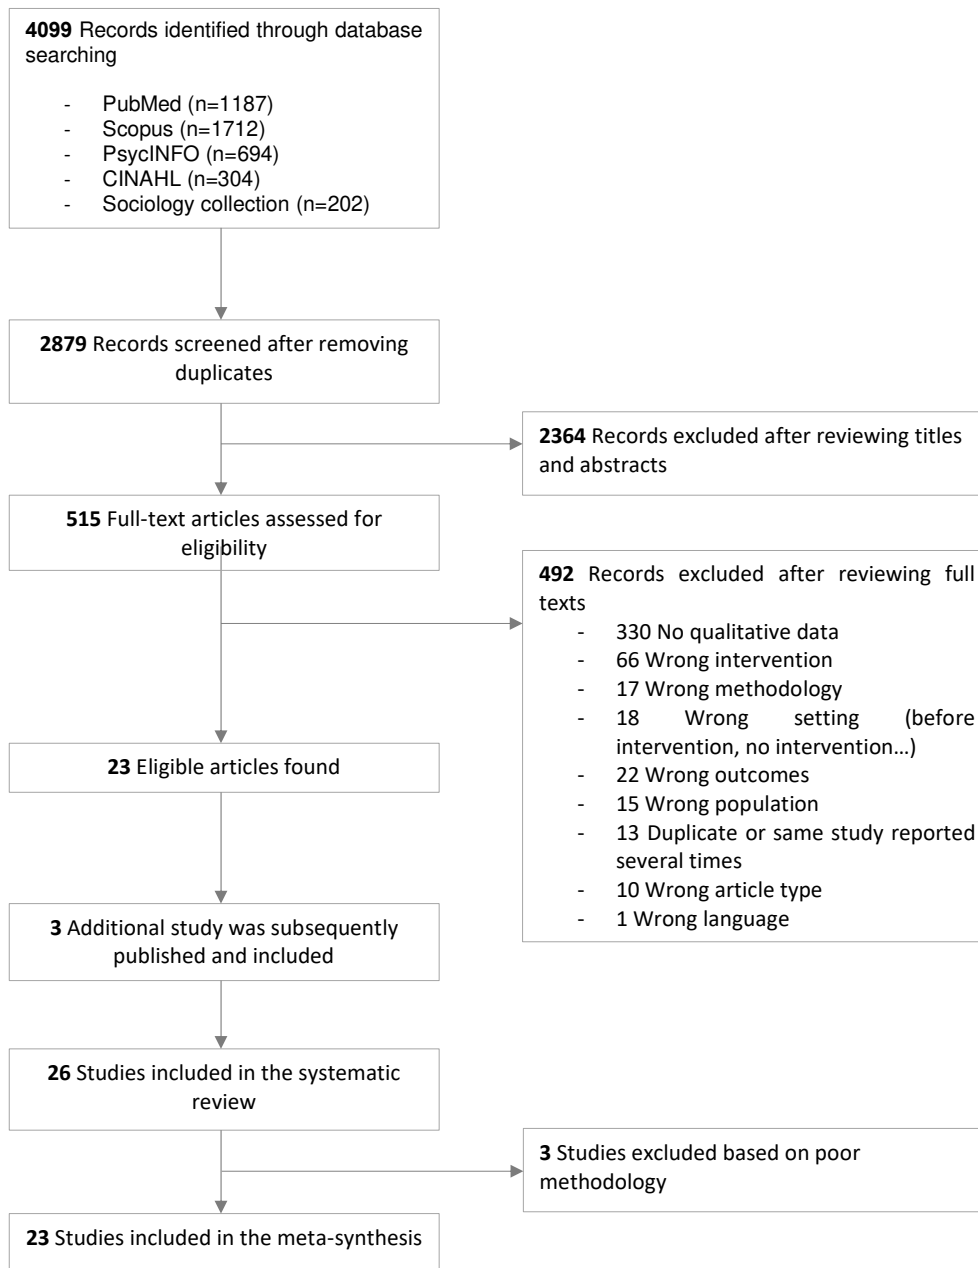 4099 Records identified through database
searching
- PubMed (n=1187)
- Scopus (n=1712)
- PsycINFO (n=694)
- CINAHL (n=304)
- Sociology collection (n=202)
2879 Records screened after removing
duplicates
2364 Records excluded after reviewing titles
and abstracts
515 Full-text articles assessed for
eligibility
492 Records excluded after reviewing full
texts
- 330 No qualitative data
- 66 Wrong intervention
- 17 Wrong methodology
- 18 Wrong setting (before
intervention, no intervention…)
- 22 Wrong outcomes
- 15 Wrong population
- 13 Duplicate or same study reported
several times
- 10 Wrong article type
- 1 Wrong language
23 Eligible articles found
3 Additional study was subsequently
published and included
26 Studies included in the systematic
review
3 Studies excluded based on poor
methodology
23 Studies included in the meta-synthesis